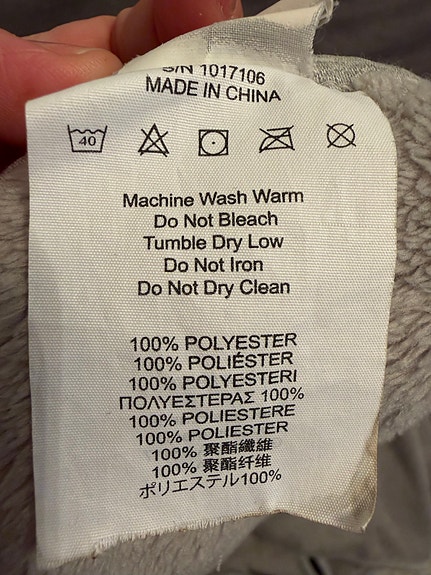 S/N 1017106
MADE IN CHINA
40
Machine Wash Warm
Do Not Bleach
Tumble Dry Low
Do Not Iron
Do Not Dry Clean
100% POLYESTER
100% POLIÉSTER
100% POLYESTERI
ΠΟΛΥΕΣΤΕΡΑΣ 100%
100% POLIESTERE
100% POLIESTER
100% 聚酯纖維
100% 聚酯纤维
ポリエステル100%